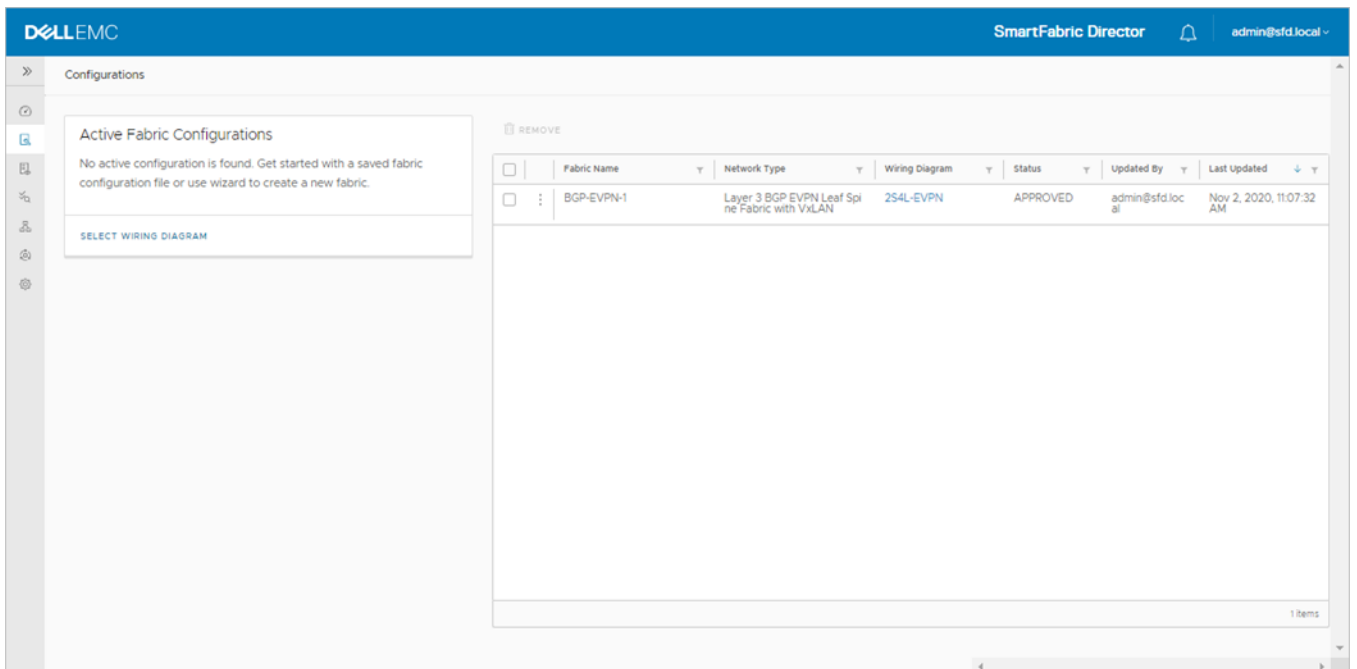 DELLEMC
SmartFabric Director
admin@sfd.local
Configurations
Active Fabric Configurations
No active configuration is found. Get started with a saved fabric
configuration file or use wizard to create a new fabric.
SELECT WIRING DIAGRAM
REMOVE
Fabric Name Network Type Wiring Diagram Status Updated By Last Updated
BGP-EVPN-1 Layer 3 BGP EVPN Leaf Spi 2S4L-EVPN APPROVED admin@sfd.loc Nov 2, 2020, 11:07:32
ne Fabric with VxLAN al AM
1 items